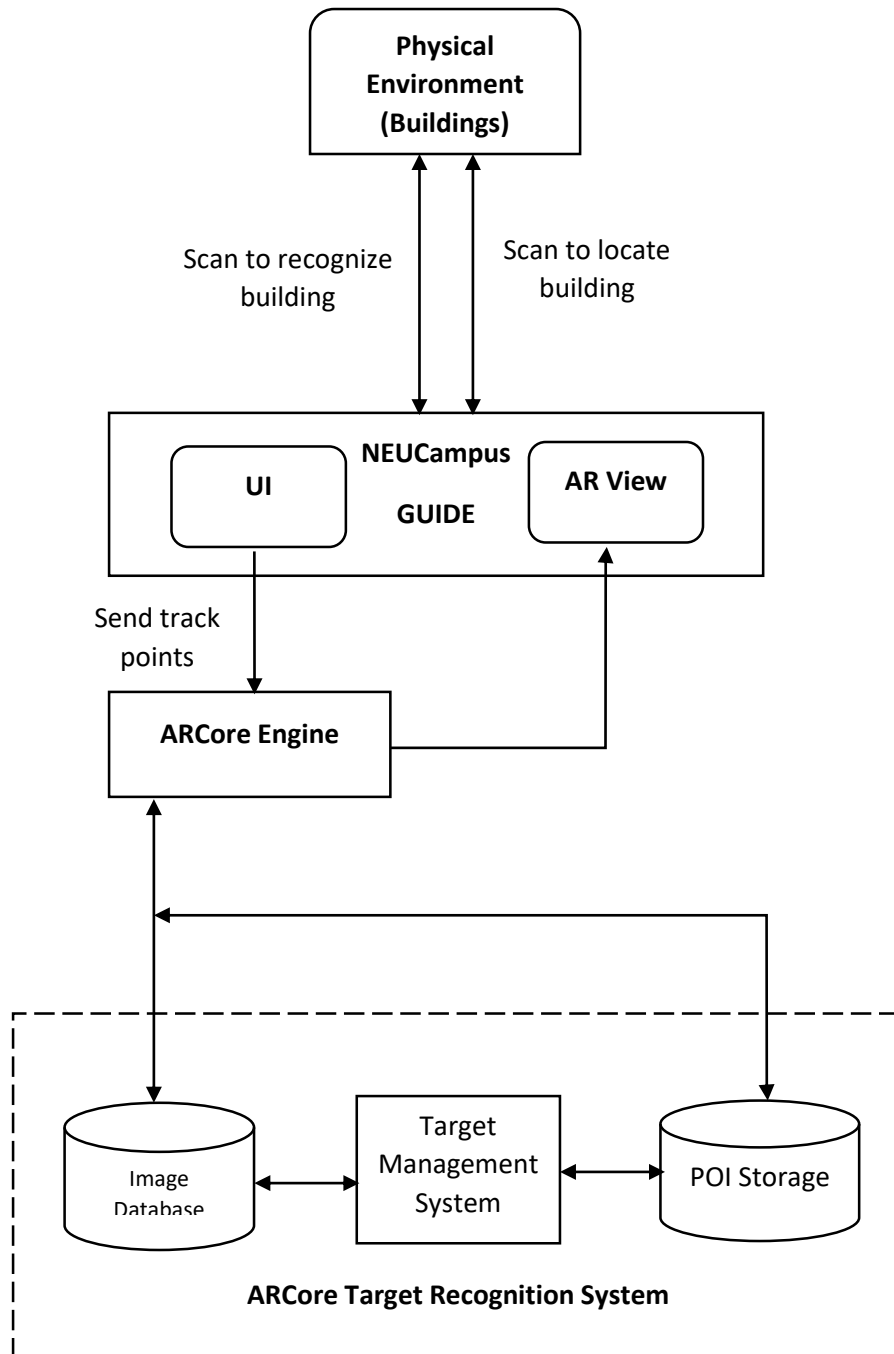 Physical
Environment
(Buildings)
Scan to recognize
building
Scan to locate
building
NEUCampus
GUIDE
UI
AR View
Send track
points
ARCore Engine
Image
Database
Target
Management
System
POI Storage
ARCore Target Recognition System